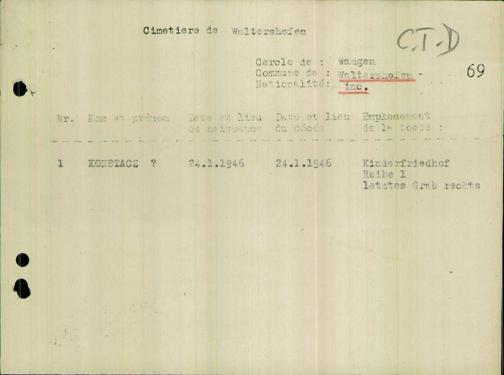 Cimetiere de Waltershofen
C.T.D
69
Cercle de : Wangen
Commune de : Waltershofen -
Nationalité: inc.
Nr. Nom et prénom Date et lieu de naissance Date et lieu du décès Emplacement de la tombe :
1 KONSTACZ ? 24.1.1946 24.1.1946 Kinderfriedhof
Reihe 1
letztes Grab rechts